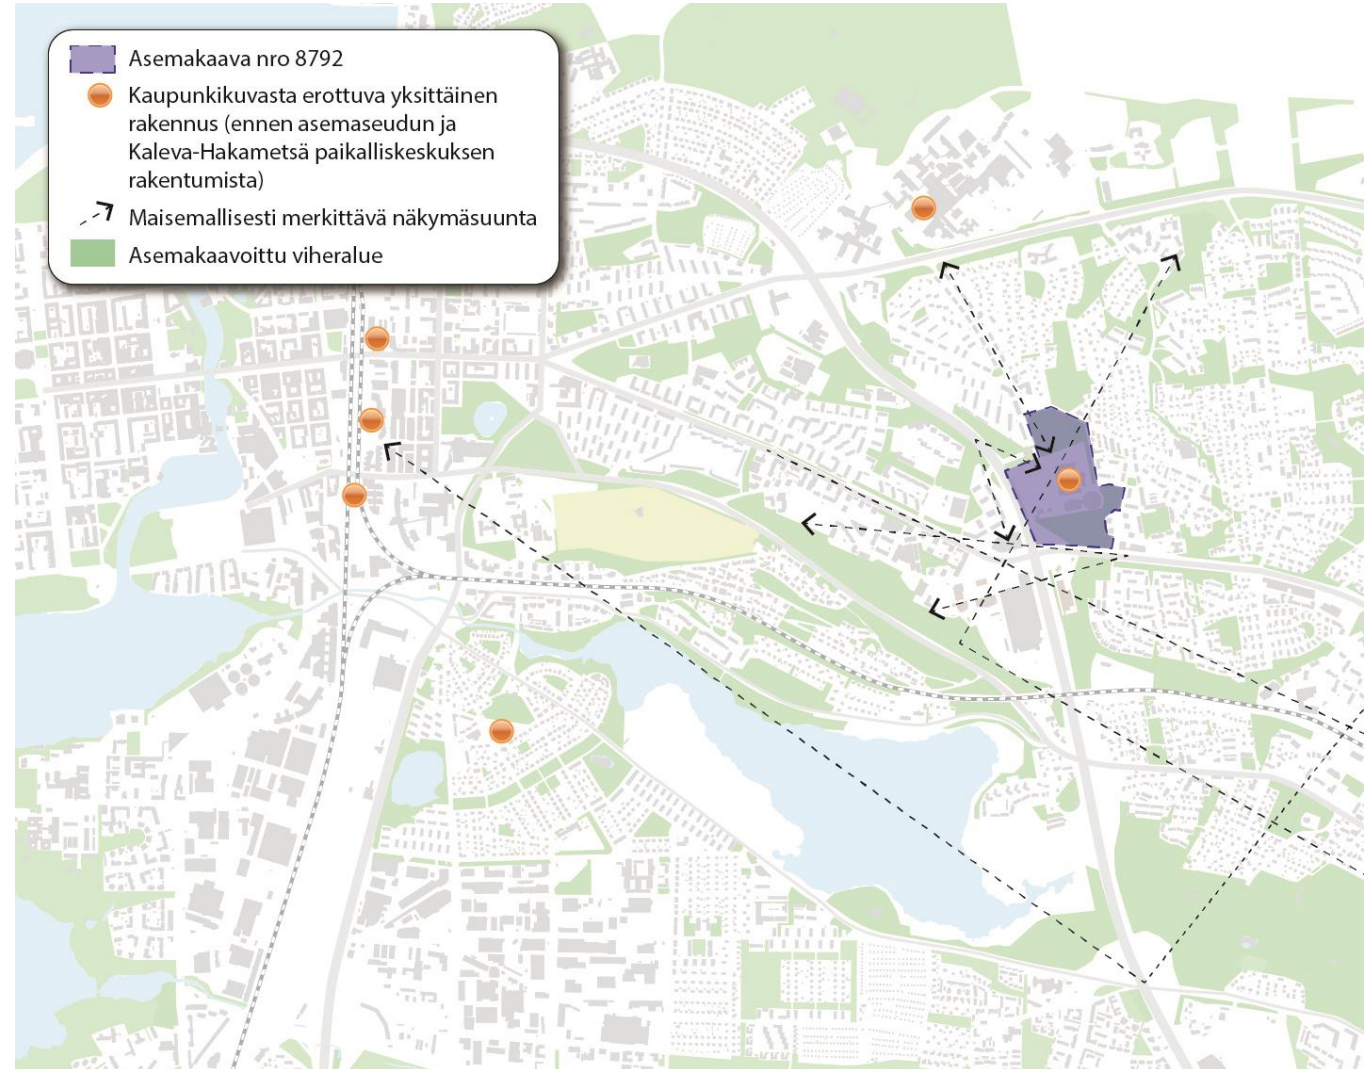 Asemakaava nro 8792
Kaupunkikuvasta erottuva yksittäinen
rakennus (ennen asemaseudun ja
Kaleva-Hakametsä paikalliskeskuksen
rakentumista)
Maisemallisesti merkittävä näkymäsuunta
Asemakaavoittu viheralue